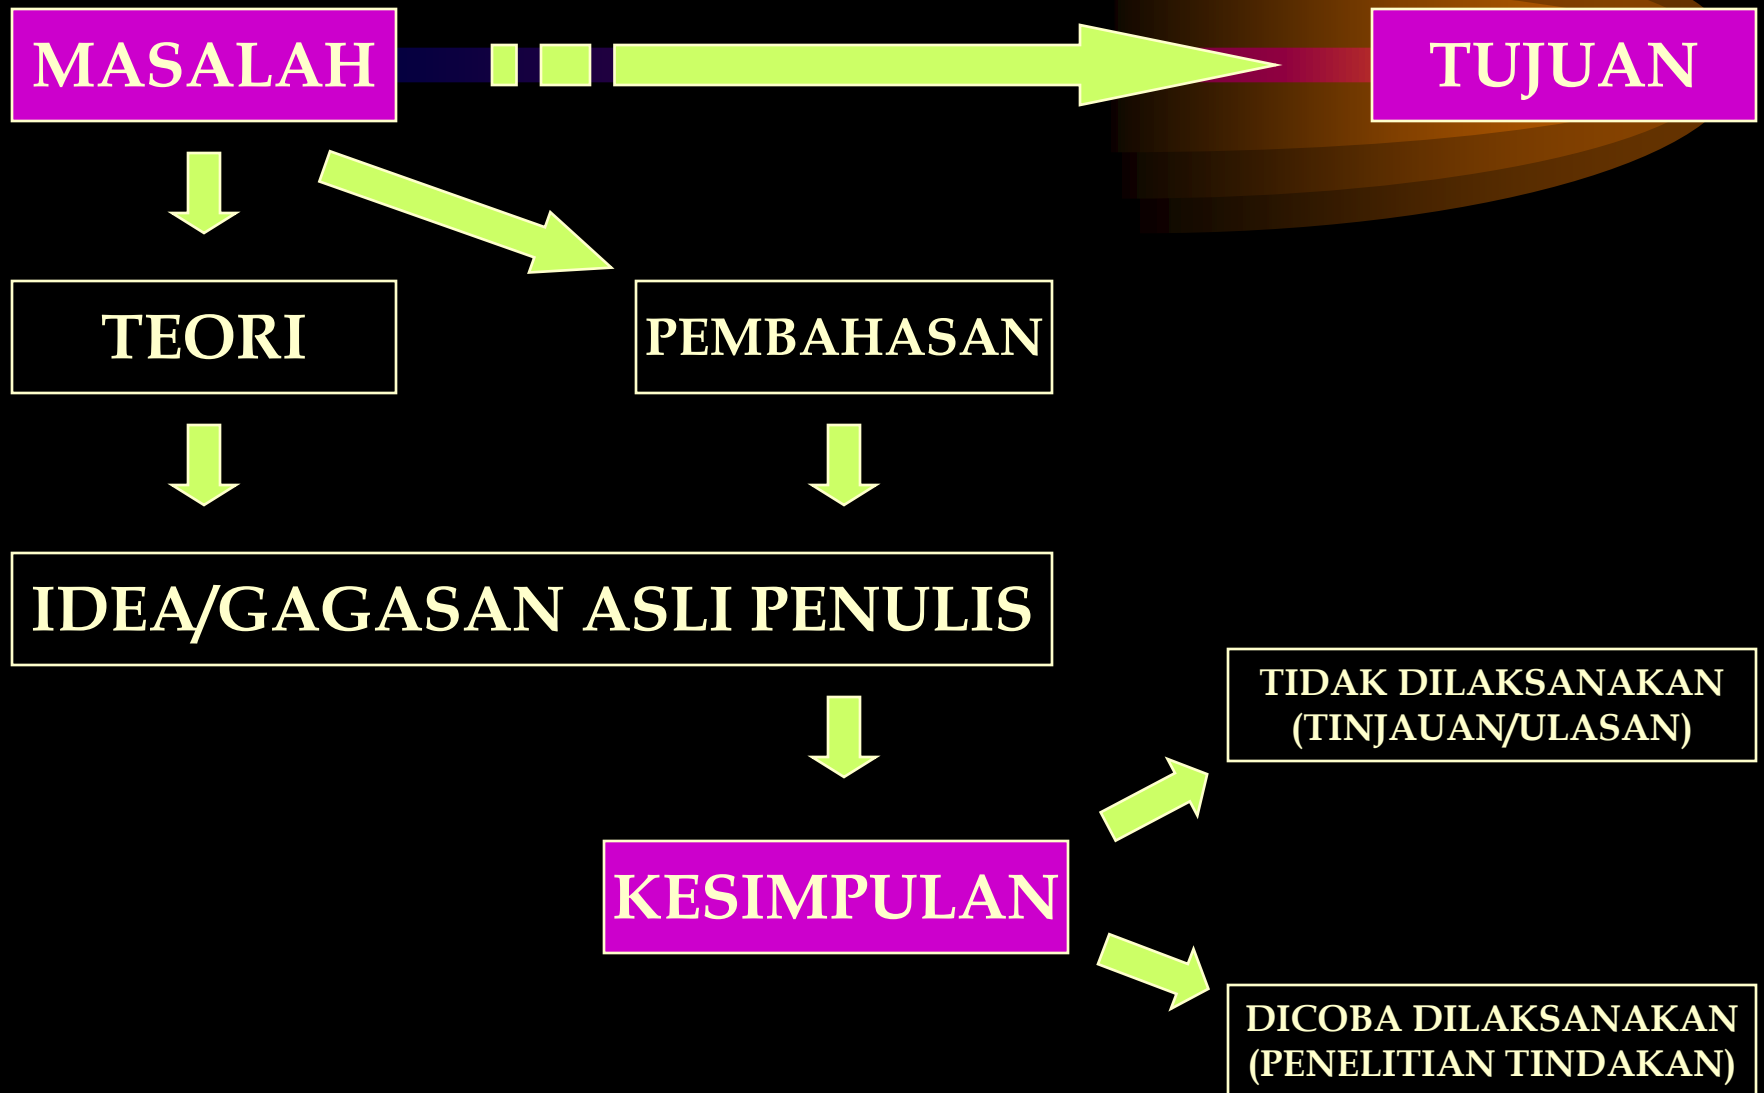 MASALAH
TUJUAN
TEORI
PEMBAHASAN
IDEA/GAGASAN ASLI PENULIS
TIDAK DILAKSANAKAN
(TINJAUAN/ULASAN)
KESIMPULAN
DICOBA DILAKSANAKAN
(PENELITIAN TINDAKAN)